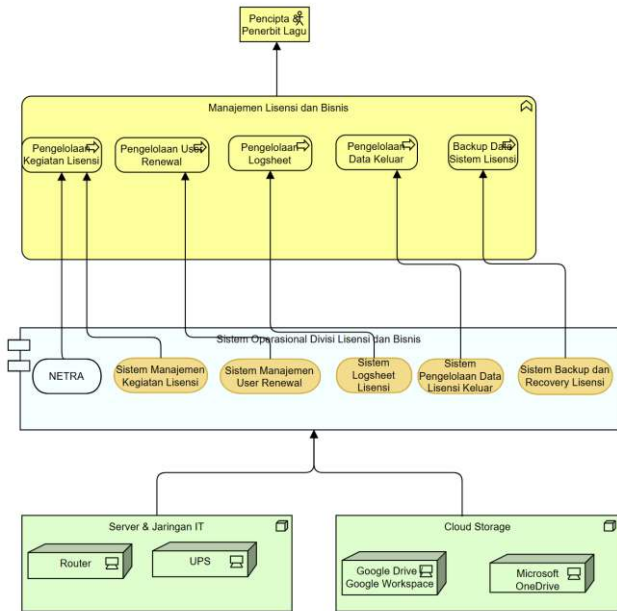 Pencipta &
Penerbit Lagu
Manajemen Lisensi dan Bisnis
Pengelolaan
Kegiatan Lisensi
Pengelolaan User
Renewal
Pengelolaan
Logsheet
Pengelolaan
Data Keluar
Backup Data
Sistem Lisensi
Sistem Operasional Divisi Lisensi dan Bisnis
NETRA
Sistem Manajemen
Kegiatan Lisensi
Sistem Manajemen
User Renewal
Sistem
Logsheet
Lisensi
Sistem
Pengelolaan Data
Lisensi Keluar
Sistem Backup dan
Recovery Lisensi
Server & Jaringan IT
Router
UPS
Cloud Storage
Google Drive /
Google Workspace
Microsoft
OneDrive